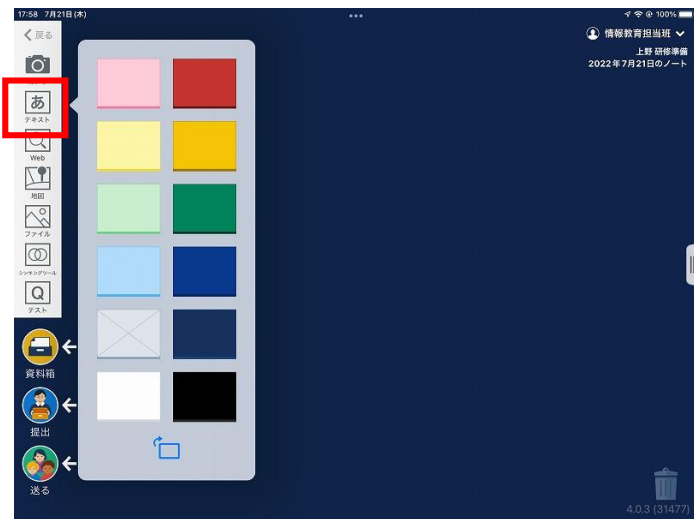 17:58 7月21日(木)
100%
戻る
情報教育担当班
上野 研修準備
2022年7月21日のノート
あ
テキスト
Web
地図
ファイル
シンキングツール
Q
テスト
資料箱
提出
送る
4.0.3 (31477)